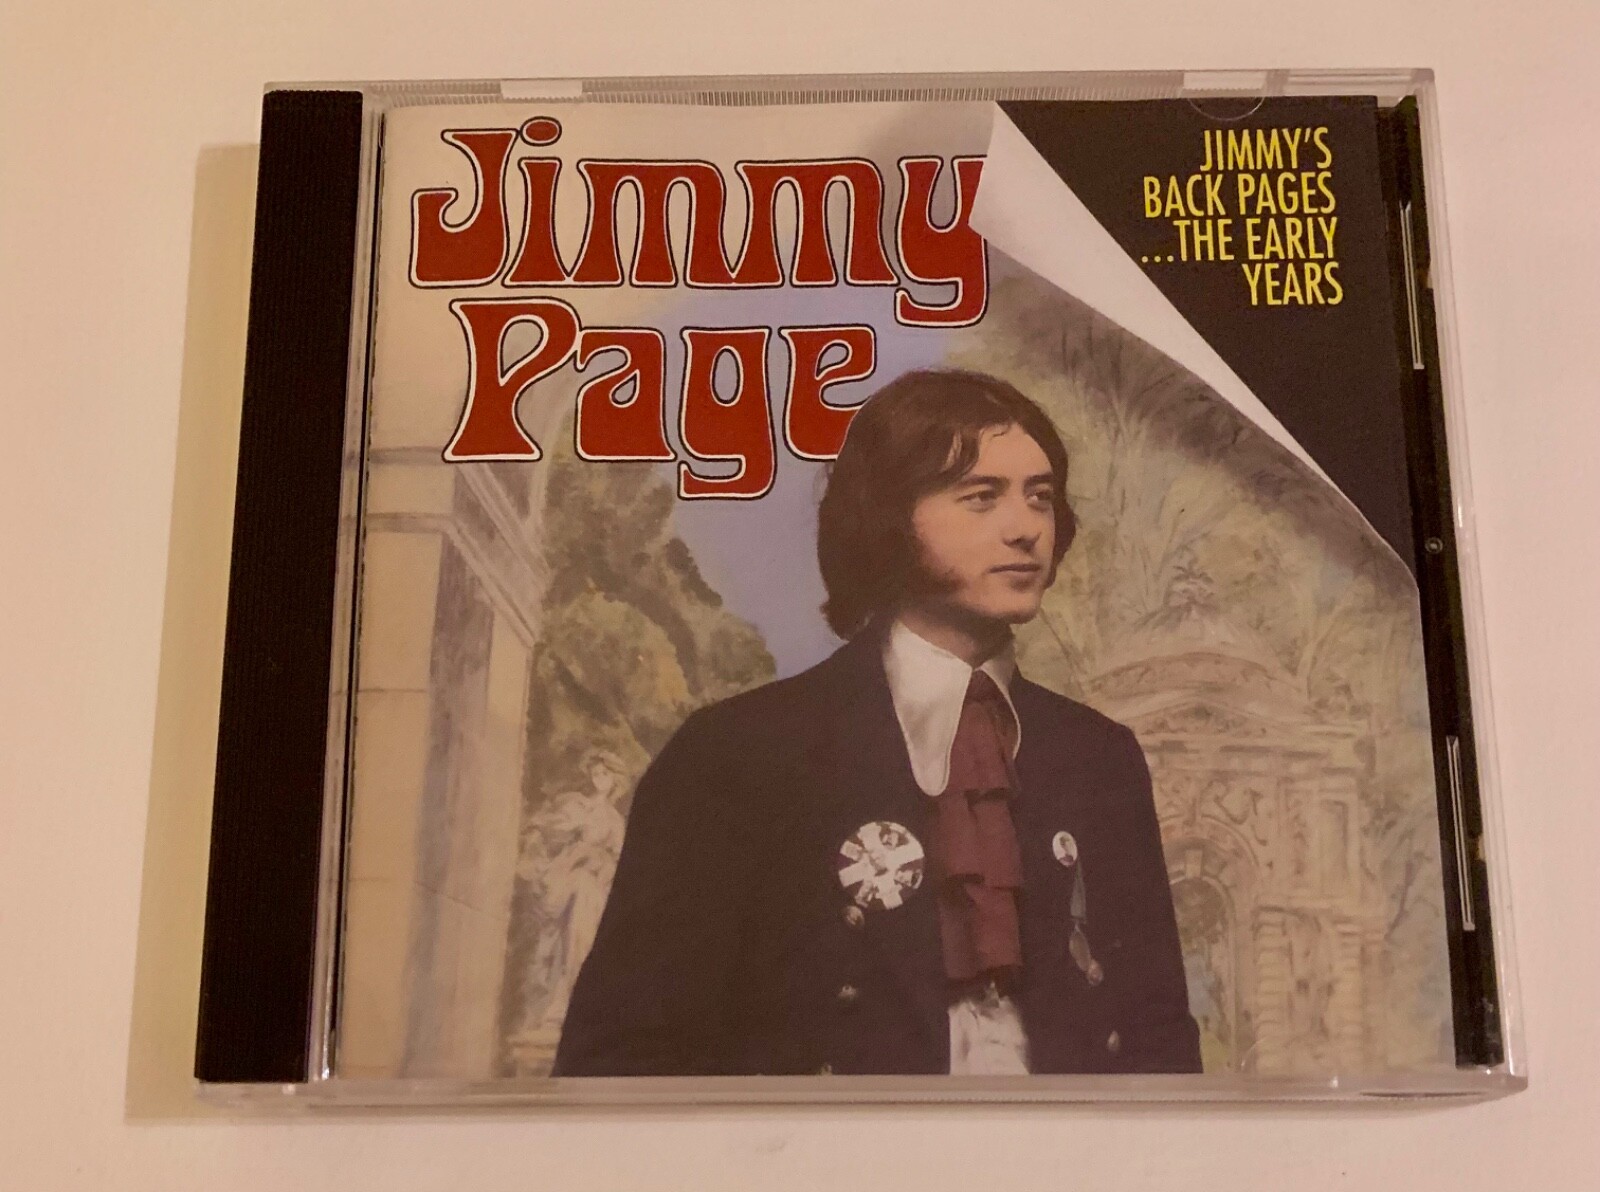 Jimmy
Page
JIMMY'S
BACK PAGES
...THE EARLY
YEARS